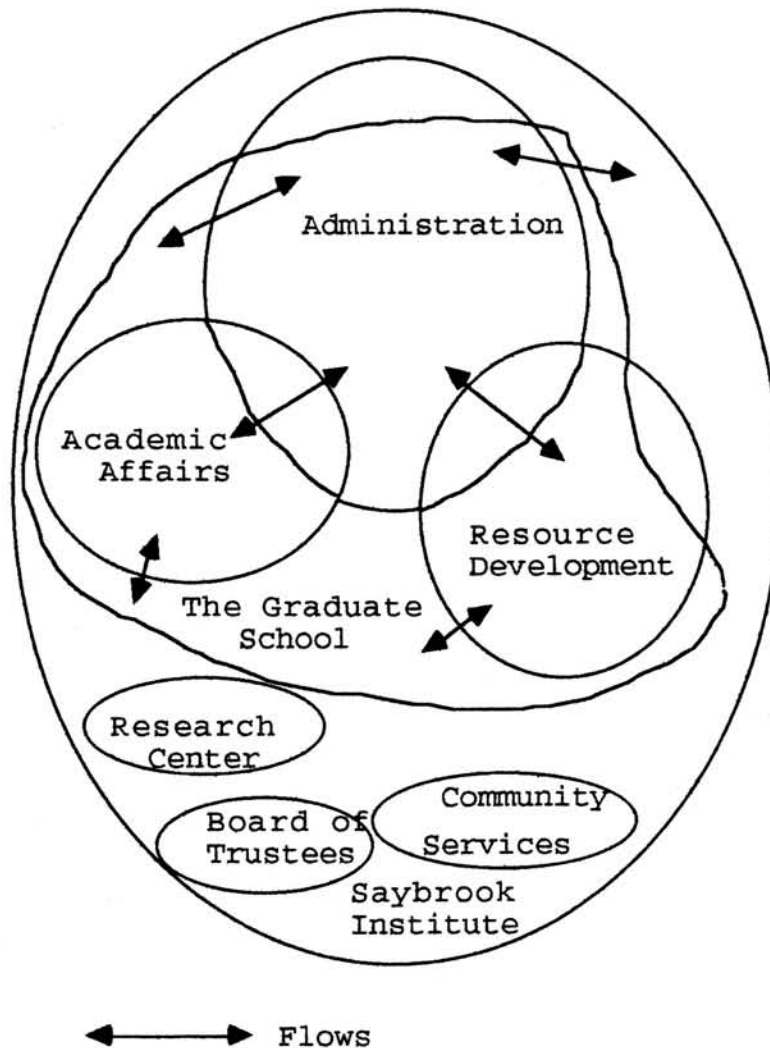 Administration
Academic
Affairs
Resource
Development
The Graduate
School
Research
Center
Community
Services
Board of
Trustees
Saybrook
Institute
Flows